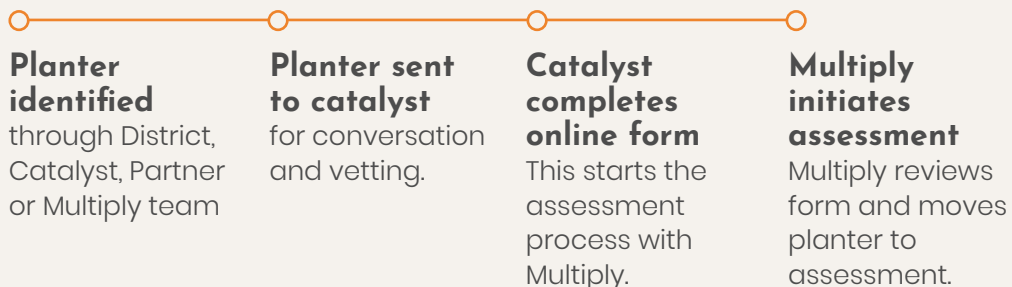 Planter
identified
through District,
Catalyst, Partner
or Multiply team
Planter sent
to catalyst
for conversation
and vetting.
Catalyst
completes
online form
This starts the
assessment
process with
Multiply.
Multiply
initiates
assessment
Multiply reviews
form and moves
planter to
assessment.